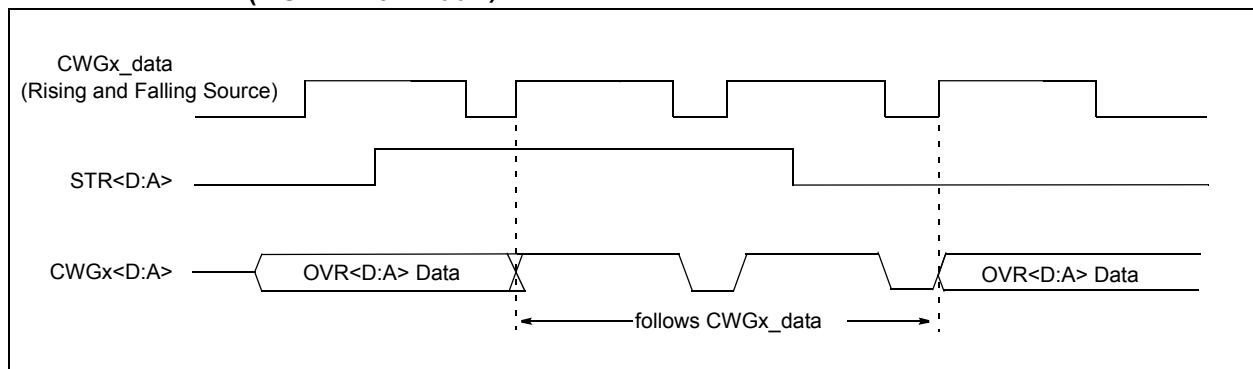 CWGx_data
(Rising and Falling Source)
STR<D:A>
CWGx<D:A>
OVR<D:A> Data
OVR<D:A> Data
follows CWGx_data